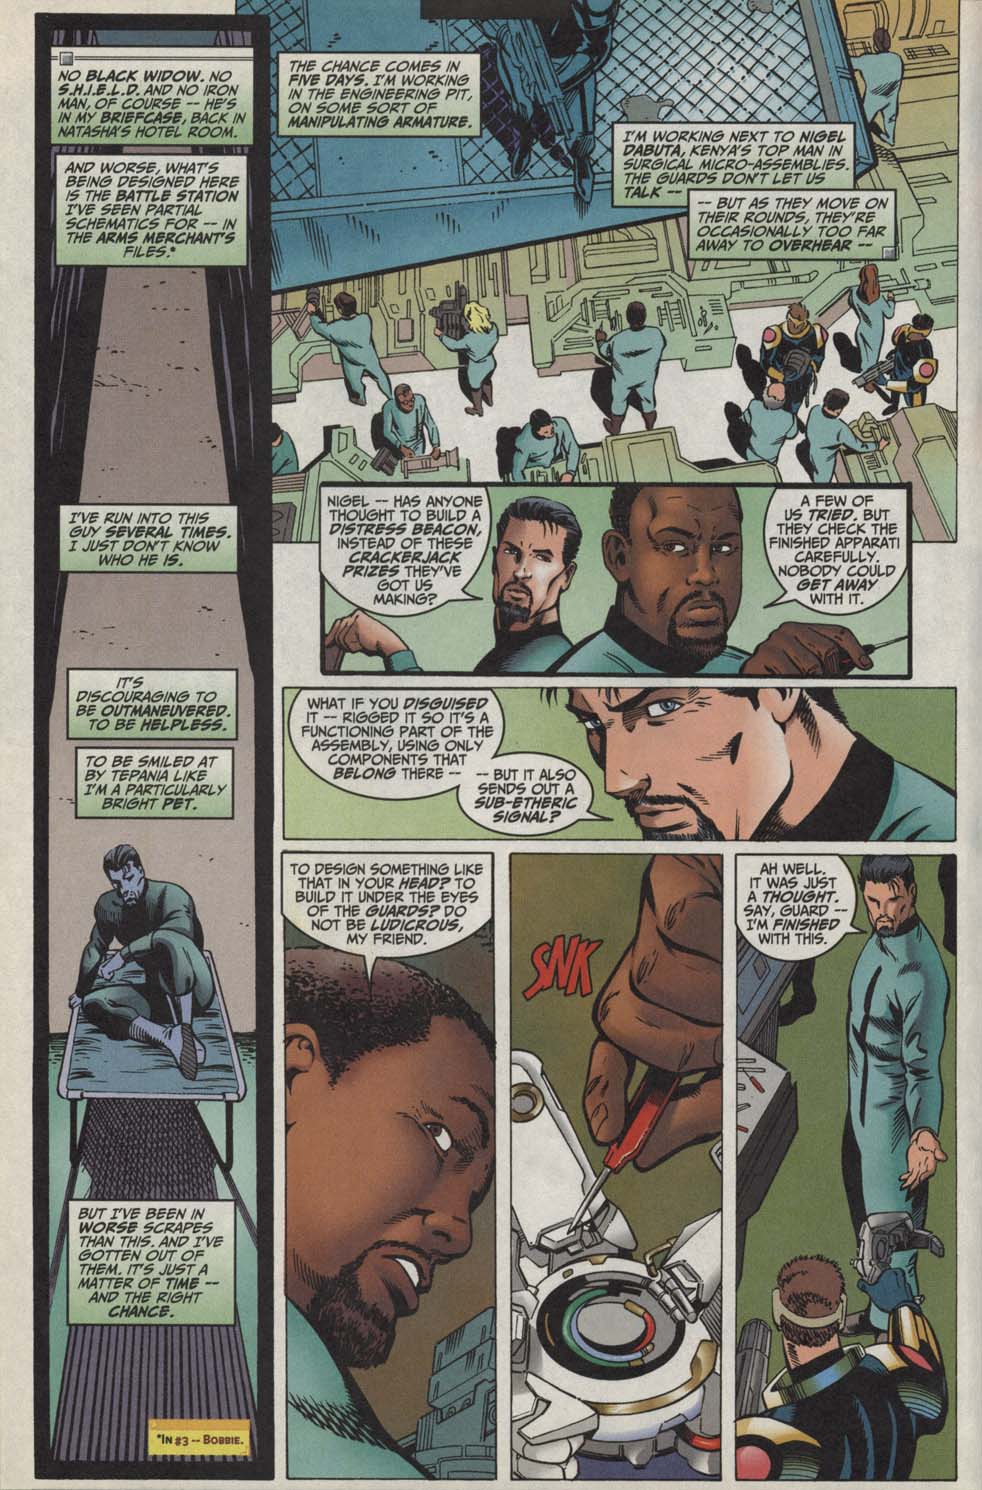 NO BLACK WIDOW. NO
S.H.I.E.L.D. AND NO IRON
MAN, OF COURSE -- HE'S
IN MY BRIEFCASE, BACK IN
NATASHA'S HOTEL ROOM.
AND WORSE, WHAT'S
BEING DESIGNED HERE
IS THE BATTLE STATION
I'VE SEEN PARTIAL
SCHEMATICS FOR -- IN
THE ARMS MERCHANT'S
FILES.*
I'VE RUN INTO THIS
GUY SEVERAL TIMES.
I JUST DON'T KNOW
WHO HE IS.
IT'S
DISCOURAGING TO
BE OUTMANEUVERED.
TO BE HELPLESS.
TO BE SMILED AT
BY TEPANIA LIKE
I'M A PARTICULARLY
BRIGHT PET.
BUT I'VE BEEN IN
WORSE SCRAPES
THAN THIS. AND I'VE
GOTTEN OUT OF
THEM. IT'S JUST A
MATTER OF TIME --
AND THE RIGHT
CHANCE.
*IN #3 -- BOBBIE.
THE CHANCE COMES IN
FIVE DAYS. I'M WORKING
IN THE ENGINEERING PIT,
ON SOME SORT OF
MANIPULATING ARMATURE.
I'M WORKING NEXT TO NIGEL
DABUTA, KENYA'S TOP MAN IN
SURGICAL MICRO-ASSEMBLIES.
THE GUARDS DON'T LET US
TALK --
-- BUT AS THEY MOVE ON
THEIR ROUNDS, THEY'RE
OCCASIONALLY TOO FAR
AWAY TO OVERHEAR --
NIGEL -- HAS ANYONE
THOUGHT TO BUILD A
DISTRESS BEACON,
INSTEAD OF THESE
CRACKERJACK
PRIZES THEY'VE
GOT US
MAKING?
A FEW OF
US TRIED. BUT
THEY CHECK THE
FINISHED APPARATI
CAREFULLY.
NOBODY COULD
GET AWAY
WITH IT.
WHAT IF YOU DISGUISED
IT -- RIGGED IT SO IT'S A
FUNCTIONING PART OF THE
ASSEMBLY, USING ONLY
COMPONENTS THAT
BELONG THERE --
-- BUT IT ALSO
SENDS OUT A
SUB-ETHERIC
SIGNAL?
TO DESIGN SOMETHING LIKE
THAT IN YOUR HEAD? TO
BUILD IT UNDER THE EYES
OF THE GUARDS? DO
NOT BE LUDICROUS,
MY FRIEND.
SNK
AH WELL.
IT WAS JUST
A THOUGHT.
SAY, GUARD --
I'M FINISHED
WITH THIS.